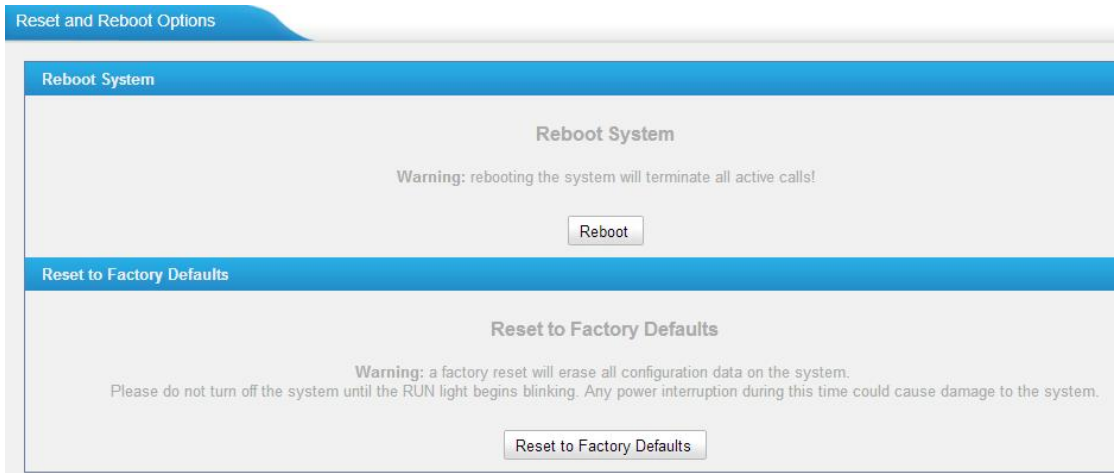 Reset and Reboot Options
Reboot System
Reboot System
Warning: rebooting the system will terminate all active calls!
Reboot
Reset to Factory Defaults
Reset to Factory Defaults
Warning: a factory reset will erase all configuration data on the system.
Please do not turn off the system until the RUN light begins blinking. Any power interruption during this time could cause damage to the system.
Reset to Factory Defaults